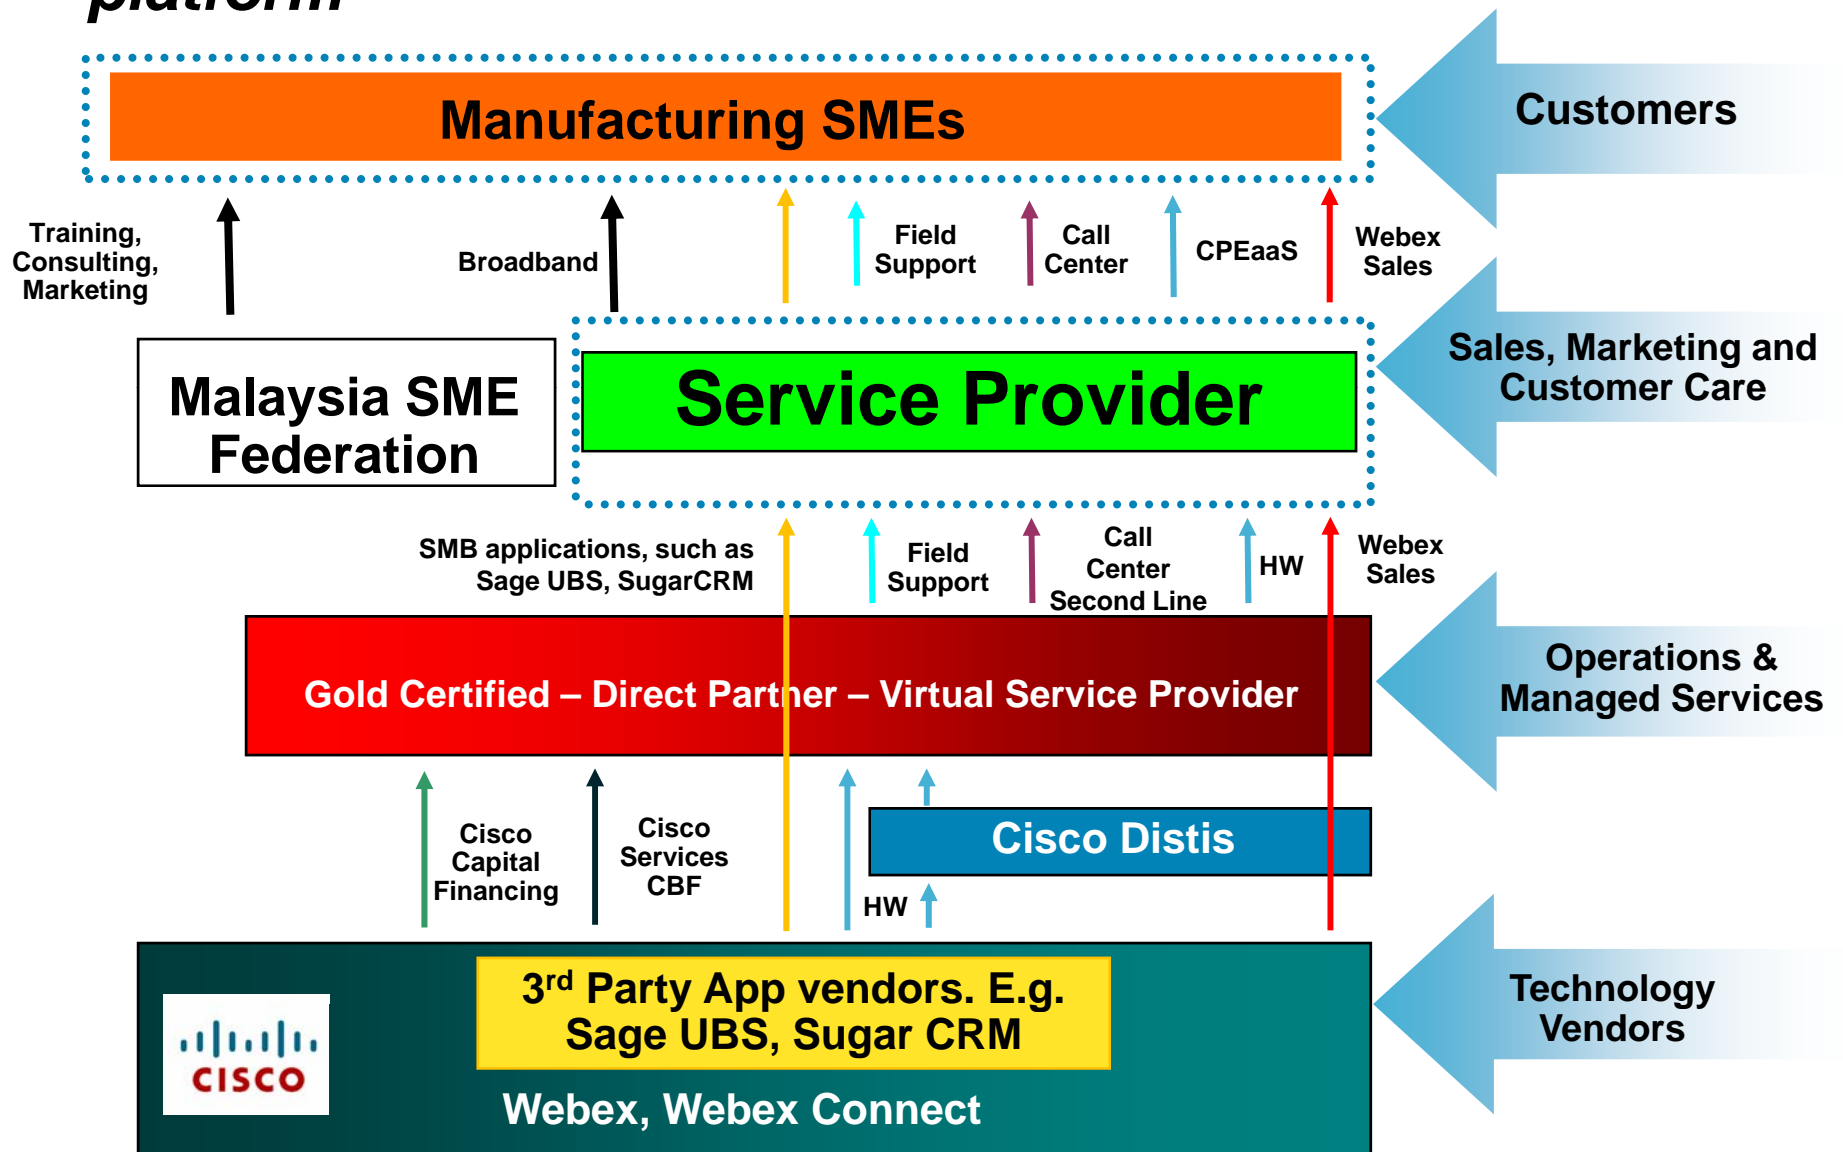 platform
Manufacturing SMEs
Customers
Training,
Consulting,
Marketing
Broadband
Field
Support
Call
Center
CPEaaS
Webex
Sales
Malaysia SME
Federation
Service Provider
Sales, Marketing and
Customer Care
SMB applications, such as
Sage UBS, SugarCRM
Field
Support
Call
Center
Second Line
HW
Webex
Sales
Gold Certified – Direct Partner – Virtual Service Provider
Operations &
Managed Services
Cisco
Capital
Financing
Cisco
Services
CBF
HW
Cisco Distis
3rd Party App vendors. E.g.
Sage UBS, Sugar CRM
CISCO
Webex, Webex Connect
Technology
Vendors